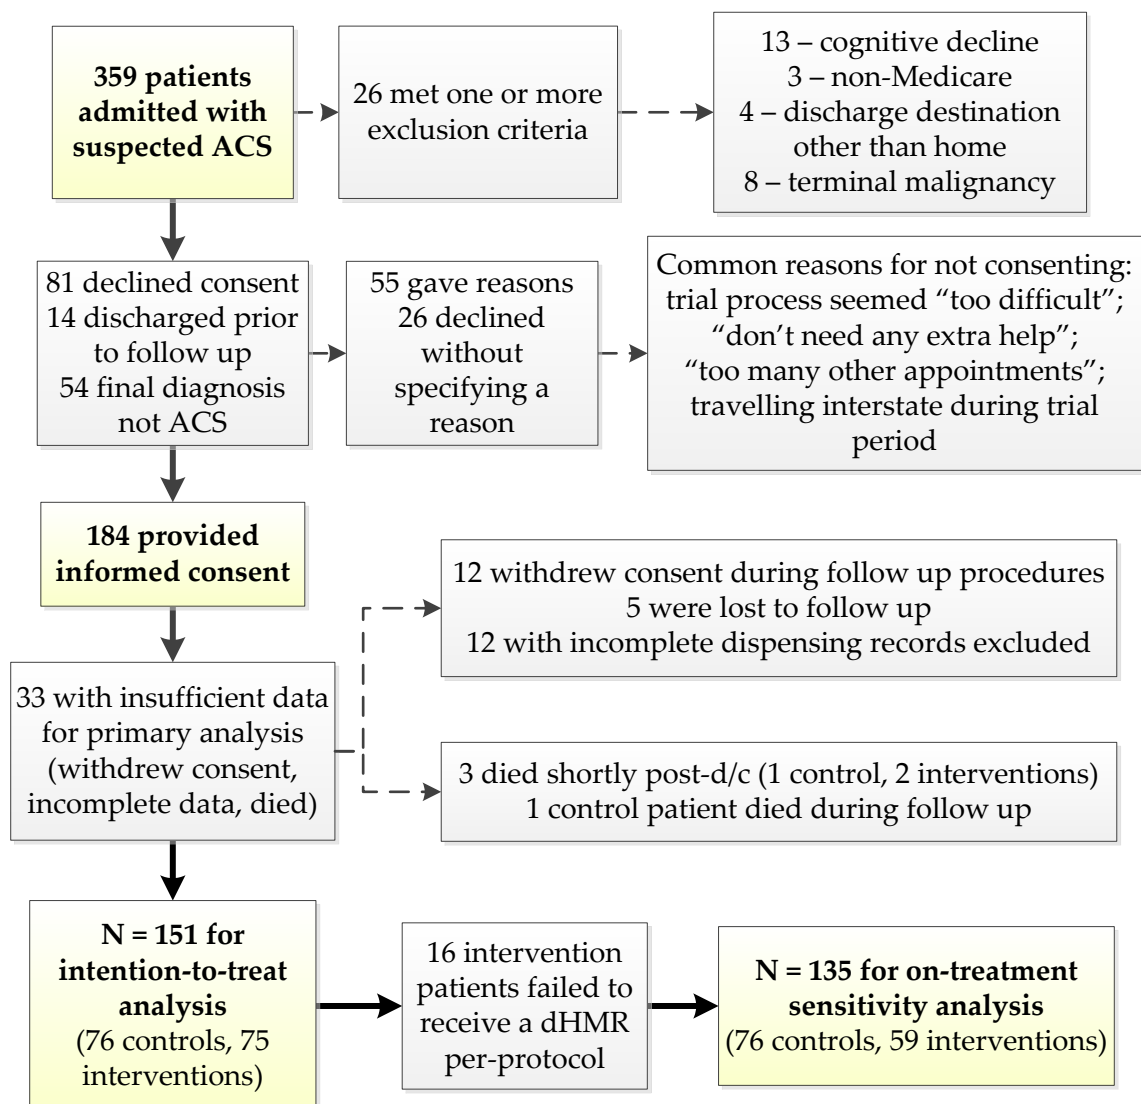 359 patients
admitted with
suspected ACS
26 met one or more
exclusion criteria
13 – cognitive decline
3 – non-Medicare
4 – discharge destination
other than home
8 – terminal malignancy
81 declined consent
14 discharged prior
to follow up
54 final diagnosis
not ACS
55 gave reasons
26 declined
without
specifying a
reason
Common reasons for not consenting:
trial process seemed “too difficult”;
“don’t need any extra help”;
“too many other appointments”;
travelling interstate during trial
period
184 provided
informed consent
12 withdrew consent during follow up procedures
5 were lost to follow up
12 with incomplete dispensing records excluded
33 with insufficient data
for primary analysis
(withdrew consent,
incomplete data, died)
3 died shortly post-d/c (1 control, 2 interventions)
1 control patient died during follow up
N = 151 for
intention-to-treat
analysis
(76 controls, 75
interventions)
16 intervention
patients failed to
receive a dHMR
per-protocol
N = 135 for on-treatment
sensitivity analysis
(76 controls, 59 interventions)